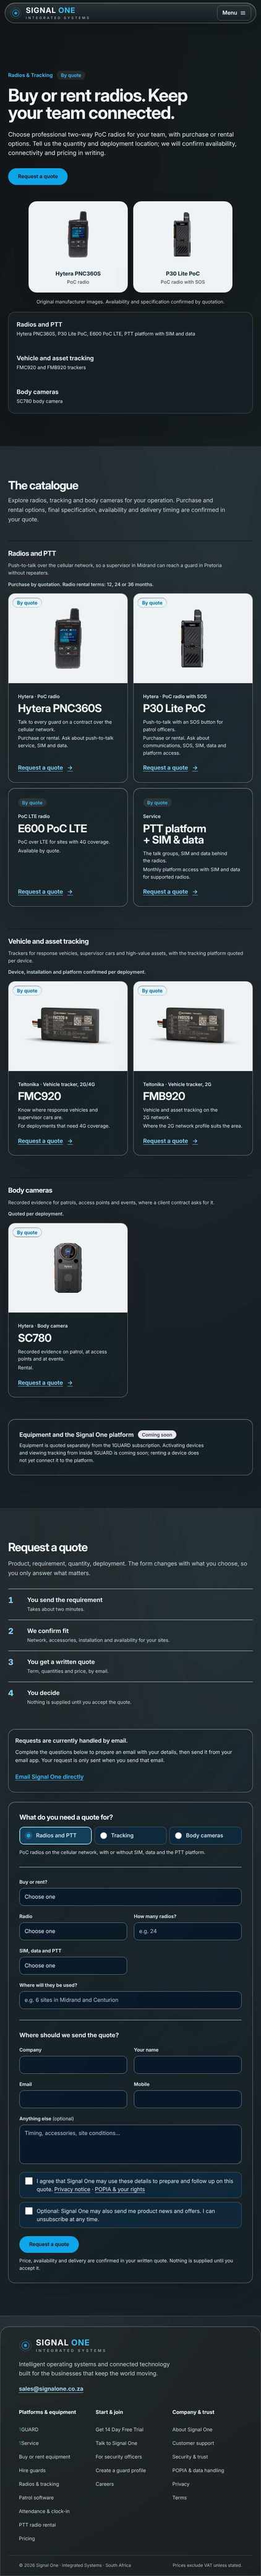 SIGNAL ONE
INTEGRATED SYSTEMS
Menu
Radios & Tracking
By quote
Buy or rent radios. Keep
your team connected.
Choose professional two-way PoC radios for your team, with purchase or rental
options. Tell us the quantity and deployment location; we will confirm availability,
connectivity and pricing in writing.
Request a quote
Hytera PNC360S
PoC radio
P30 Lite PoC
PoC radio with SOS
Original manufacturer images. Availability and specification confirmed by quotation.
Radios and PTT
Hytera PNC360S, P30 Lite PoC, E600 PoC LTE, PTT platform with SIM and data
Vehicle and asset tracking
FMC920 and FMB920 trackers
Body cameras
SC780 body camera
The catalogue
Explore radios, tracking and body cameras for your operation. Purchase and
rental options, final specification, availability and delivery timing are confirmed in
your quote.
Radios and PTT
Push-to-talk over the cellular network, so a supervisor in Midrand can reach a guard in Pretoria
without repeaters.
Purchase by quotation. Radio rental terms: 12, 24 or 36 months.
By quote
Hytera · PoC radio
Hytera PNC360S
Talk to every guard on a contract over the
cellular network.
Purchase or rental. Ask about push-to-talk
service, SIM and data.
Request a quote →
By quote
Hytera · PoC radio with SOS
P30 Lite PoC
Push-to-talk with an SOS button for
patrol officers.
Purchase or rental. Ask about
communications, SOS, SIM, data and
platform access.
Request a quote →
By quote
PoC LTE radio
E600 PoC LTE
PoC over LTE for sites with 4G coverage.
Available by quote.
Request a quote →
By quote
Service
PTT platform
+ SIM & data
The talk groups, SIM and data behind
the radios.
Monthly platform access with SIM and data
for supported radios.
Request a quote →
Vehicle and asset tracking
Trackers for response vehicles, supervisor cars and high-value assets, with the tracking platform quoted
per device.
Device, installation and platform confirmed per deployment.
By quote
Teltonika · Vehicle tracker, 2G/4G
FMC920
Know where response vehicles and
supervisor cars are.
For deployments that need 4G coverage.
Request a quote →
By quote
Teltonika · Vehicle tracker, 2G
FMB920
Vehicle and asset tracking on the
2G network.
Where the 2G network profile suits the area.
Request a quote →
Body cameras
Recorded evidence for patrols, access points and events, where a client contract asks for it.
Quoted per deployment.
By quote
Hytera · Body camera
SC780
Recorded evidence on patrol, at access
points and at events.
Rental.
Request a quote →
Equipment and the Signal One platform
Coming soon
Equipment is quoted separately from the 1GUARD subscription. Activating devices
and viewing tracking from inside 1GUARD is coming soon; renting a device does
not yet connect it to the platform.
Request a quote
Product, requirement, quantity, deployment. The form changes with what you choose, so
you only answer what matters.
1 You send the requirement
Takes about two minutes.
2 We confirm fit
Network, accessories, installation and availability for your sites.
3 You get a written quote
Term, quantities and price, by email.
4 You decide
Nothing is supplied until you accept the quote.
Requests are currently handled by email.
Complete the questions below to prepare an email with your details, then send it from your
email app. Your request is only sent when you send that email.
Email Signal One directly
What do you need a quote for?
Radios and PTT
Tracking
Body cameras
PoC radios on the cellular network, with or without SIM, data and the PTT platform.
Buy or rent?
Choose one
Radio
Choose one
How many radios?
e.g. 24
SIM, data and PTT
Choose one
Where will they be used?
e.g. 6 sites in Midrand and Centurion
Where should we send the quote?
Company
Your name
Email
Mobile
Anything else (optional)
Timing, accessories, site conditions...
I agree that Signal One may use these details to prepare and follow up on this
quote. Privacy notice · POPIA & your rights
Optional: Signal One may also send me product news and offers. I can
unsubscribe at any time.
Request a quote
Price, availability and delivery are confirmed in your written quote. Nothing is supplied until you
accept it.
SIGNAL ONE
INTEGRATED SYSTEMS
Intelligent operating systems and connected technology
built for the businesses that keep the world moving.
sales@signalone.co.za
Platforms & equipment
1GUARD
1Service
Buy or rent equipment
Hire guards
Radios & tracking
Patrol software
Attendance & clock-in
PTT radio rental
Pricing
Start & join
Get 14 Day Free Trial
Talk to Signal One
For security officers
Create a guard profile
Careers
Company & trust
About Signal One
Customer support
Security & trust
POPIA & data handling
Privacy
Terms
© 2026 Signal One · Integrated Systems · South Africa
Prices exclude VAT unless stated.